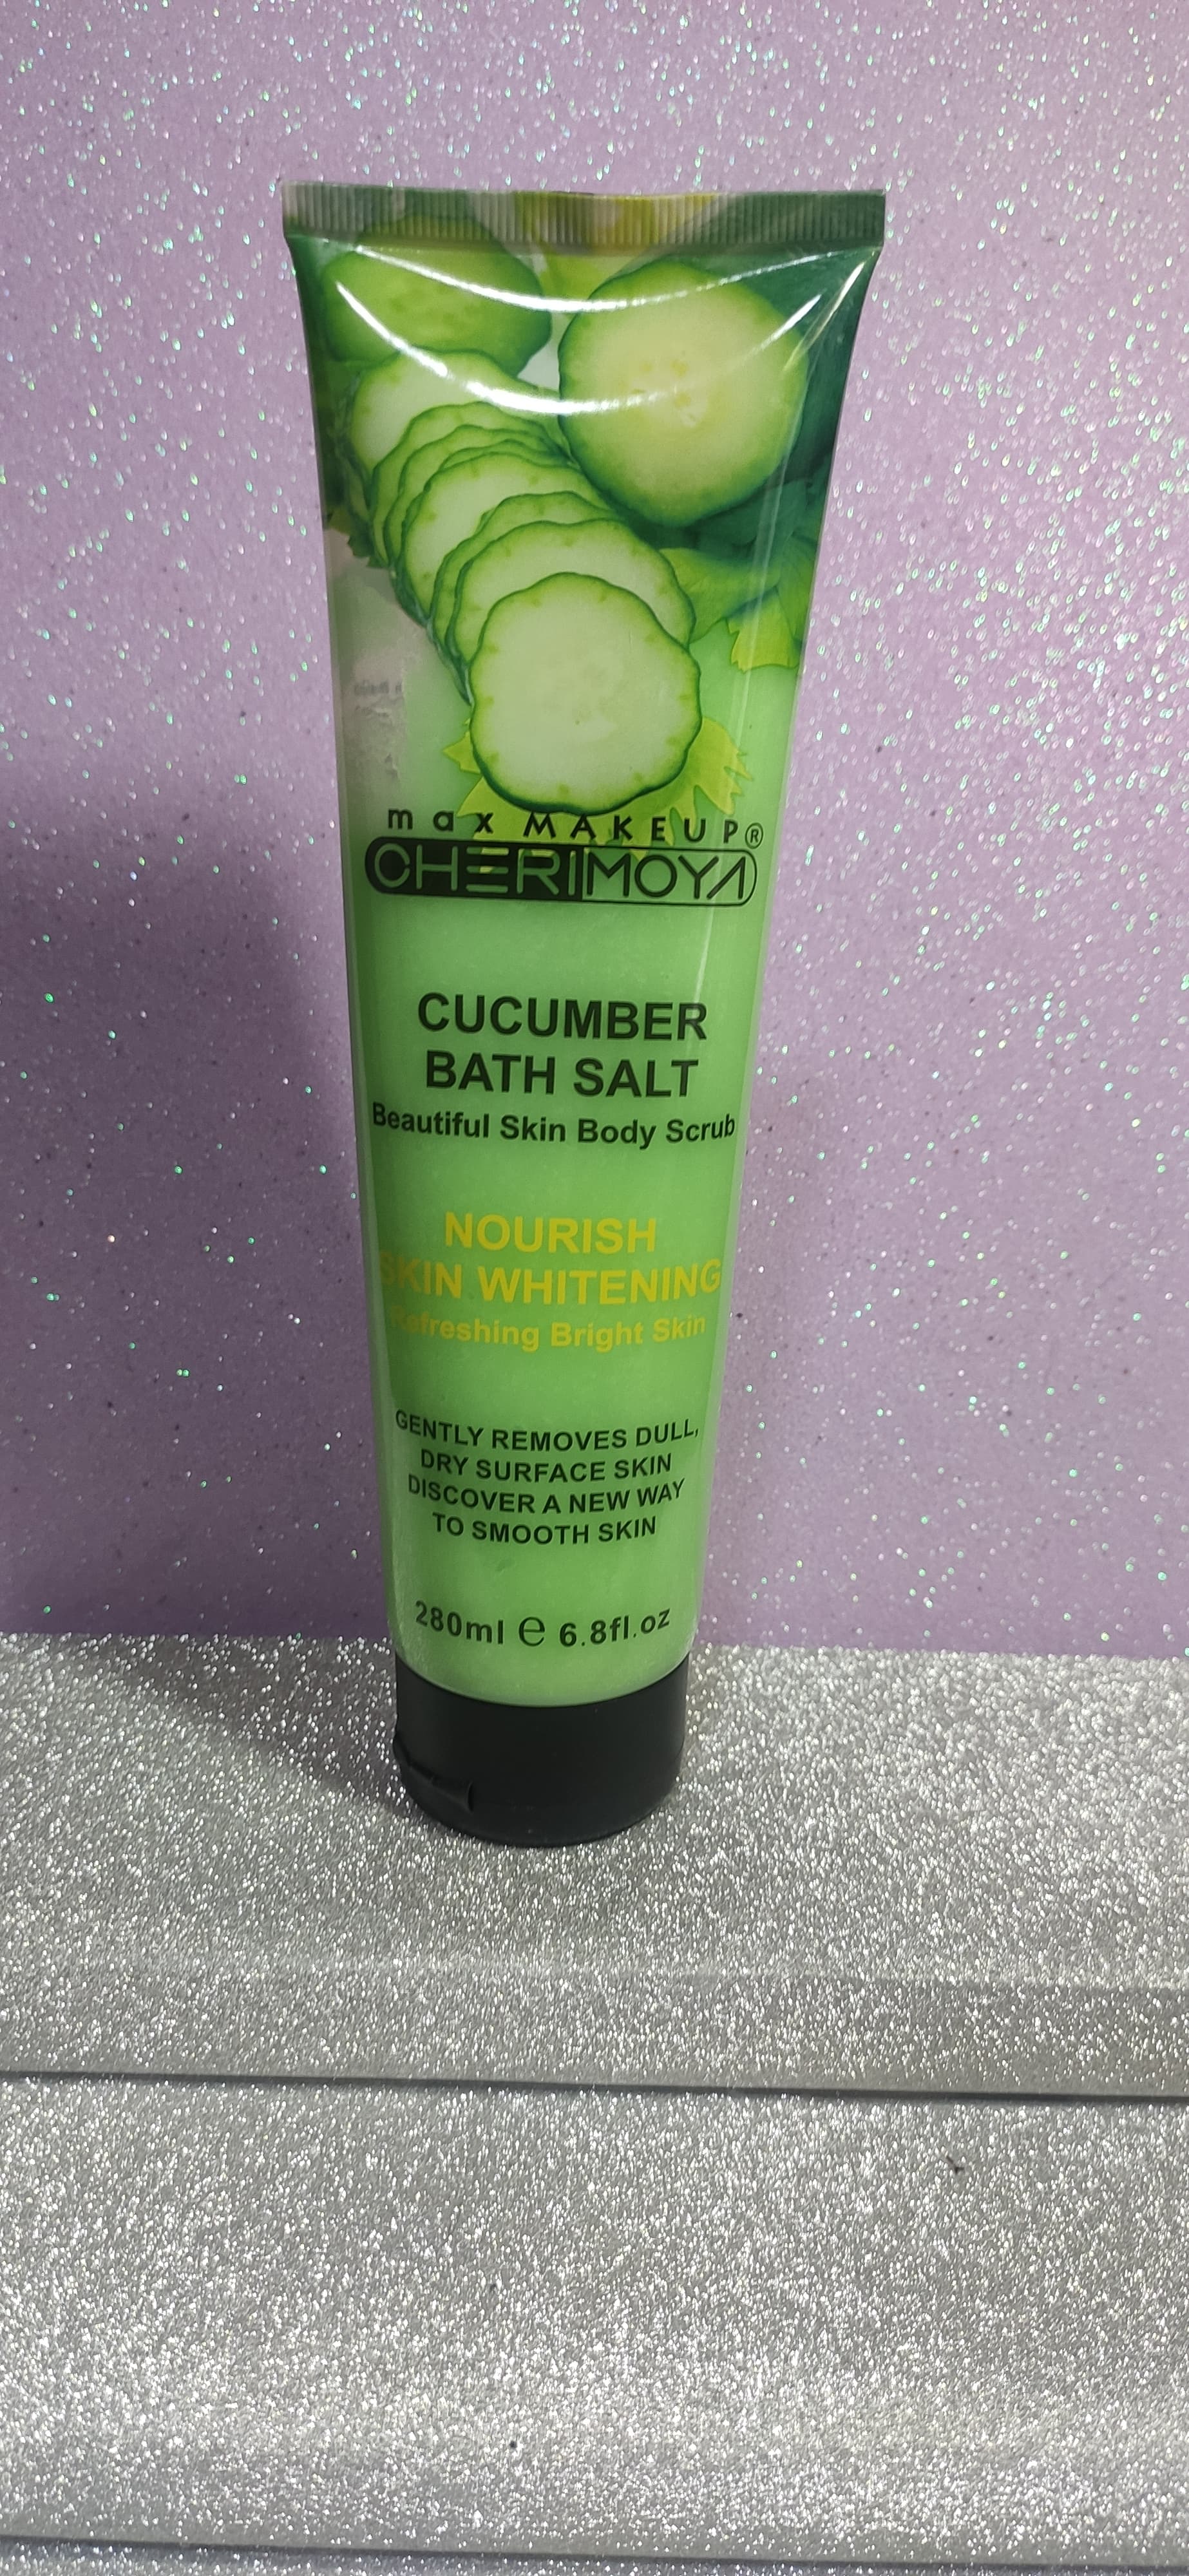 max MAKEUP®
CHERIMOYA
CUCUMBER
BATH SALT
Beautiful Skin Body Scrub
NOURISH
SKIN WHITENING
Refreshing Bright Skin
GENTLY REMOVES DULL,
DRY SURFACE SKIN
DISCOVER A NEW WAY
TO SMOOTH SKIN
280ml ℮ 6.8fl.oz